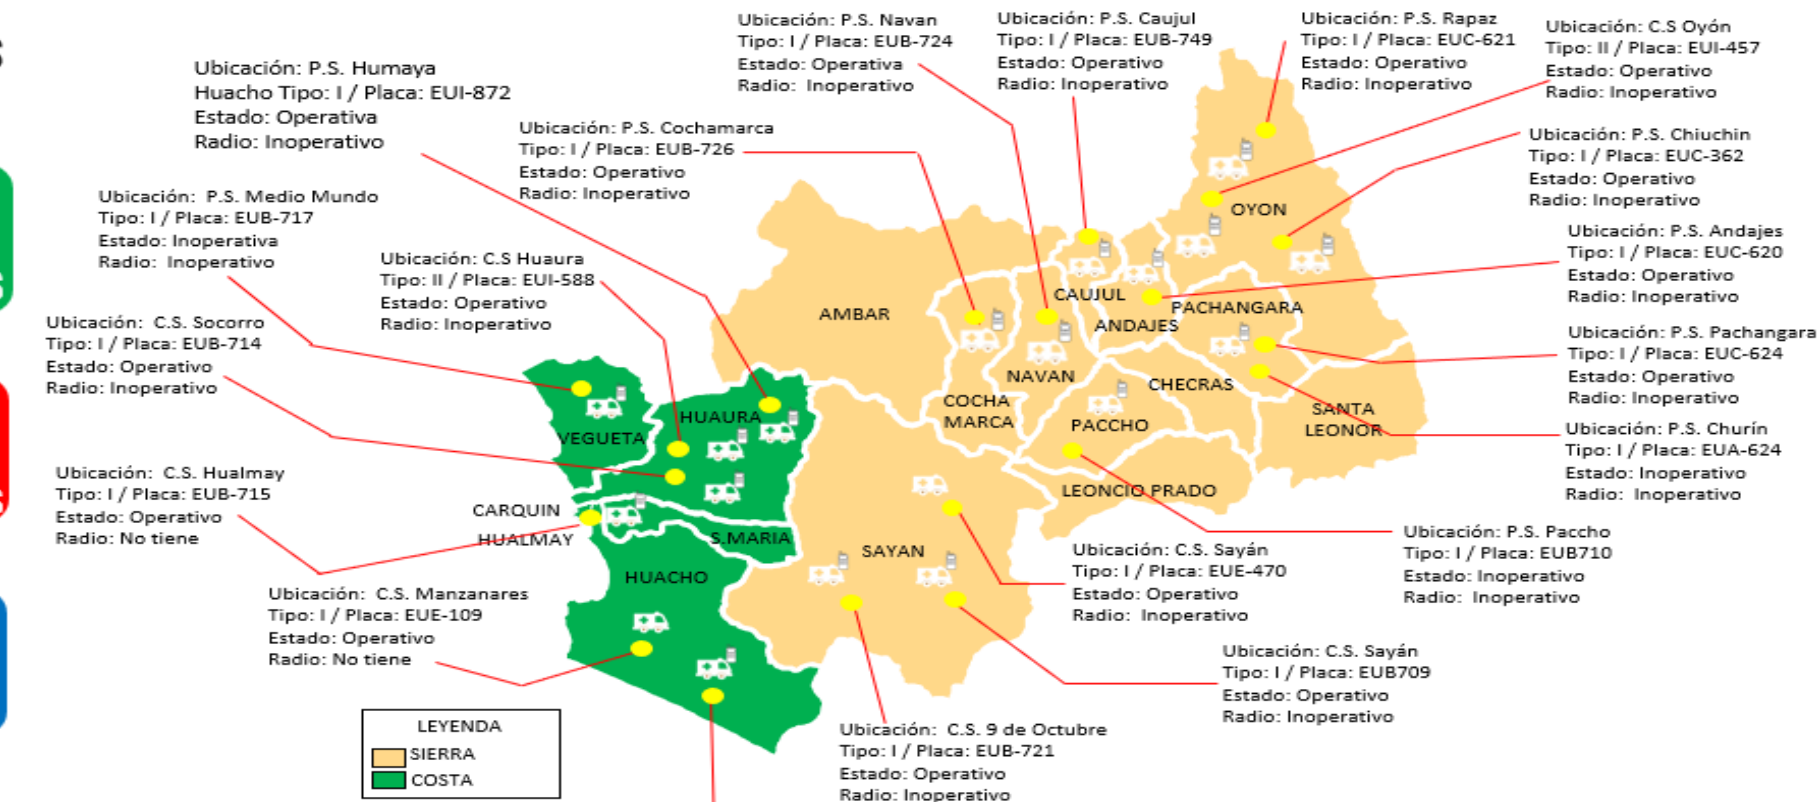 S
Ubicación: P.S. Humaya
Huacho Tipo: I / Placa: EUI-872
Estado: Operativa
Radio: Inoperativo
Ubicación: P.S. Navan
Tipo: I / Placa: EUB-724
Estado: Operativa
Radio: Inoperativo
Ubicación: P.S. Caujul
Tipo: I / Placa: EUB-749
Estado: Operativo
Radio: Inoperativo
Ubicación: P.S. Rapaz
Tipo: I / Placa: EUC-621
Estado: Operativo
Radio: Inoperativo
Ubicación: C.S Oyón
Tipo: II / Placa: EUI-457
Estado: Operativo
Radio: Inoperativo
Ubicación: P.S. Cochamarca
Tipo: I / Placa: EUB-726
Estado: Operativo
Radio: Inoperativo
Ubicación: P.S. Chiuchin
Tipo: I / Placa: EUC-362
Estado: Operativo
Radio: Inoperativo
Ubicación: P.S. Medio Mundo
Tipo: I / Placa: EUB-717
Estado: Inoperativa
Radio: Inoperativo
Ubicación: C.S Huaura
Tipo: II / Placa: EUI-588
Estado: Operativo
Radio: Inoperativo
Ubicación: P.S. Andajes
Tipo: I / Placa: EUC-620
Estado: Operativo
Radio: Inoperativo
Ubicación: C.S. Socorro
Tipo: I / Placa: EUB-714
Estado: Operativo
Radio: Inoperativo
Ubicación: P.S. Pachangara
Tipo: I / Placa: EUC-624
Estado: Operativo
Radio: Inoperativo
Ubicación: P.S. Churín
Tipo: I / Placa: EUA-624
Estado: Inoperativo
Radio: Inoperativo
Ubicación: C.S. Hualmay
Tipo: I / Placa: EUB-715
Estado: Operativo
Radio: No tiene
Ubicación: P.S. Paccho
Tipo: I / Placa: EUB710
Estado: Inoperativo
Radio: Inoperativo
Ubicación: C.S. Sayán
Tipo: I / Placa: EUE-470
Estado: Operativo
Radio: Inoperativo
Ubicación: C.S. Manzanares
Tipo: I / Placa: EUE-109
Estado: Operativo
Radio: No tiene
Ubicación: C.S. Sayán
Tipo: I / Placa: EUB709
Estado: Operativo
Radio: Inoperativo
Ubicación: C.S. 9 de Octubre
Tipo: I / Placa: EUB-721
Estado: Operativo
Radio: Inoperativo
OYON
AMBAR
CAUJUL
ANDAJES
PACHANGARA
NAVAN
CHECRAS
COCHA
MARCA
PACCHO
SANTA
LEONOR
HUAURA
VEGUETA
LEONCIO PRADO
CARQUIN
HUALMAY
S.MARIA
SAYAN
HUACHO
LEYENDA
SIERRA
COSTA
S
S